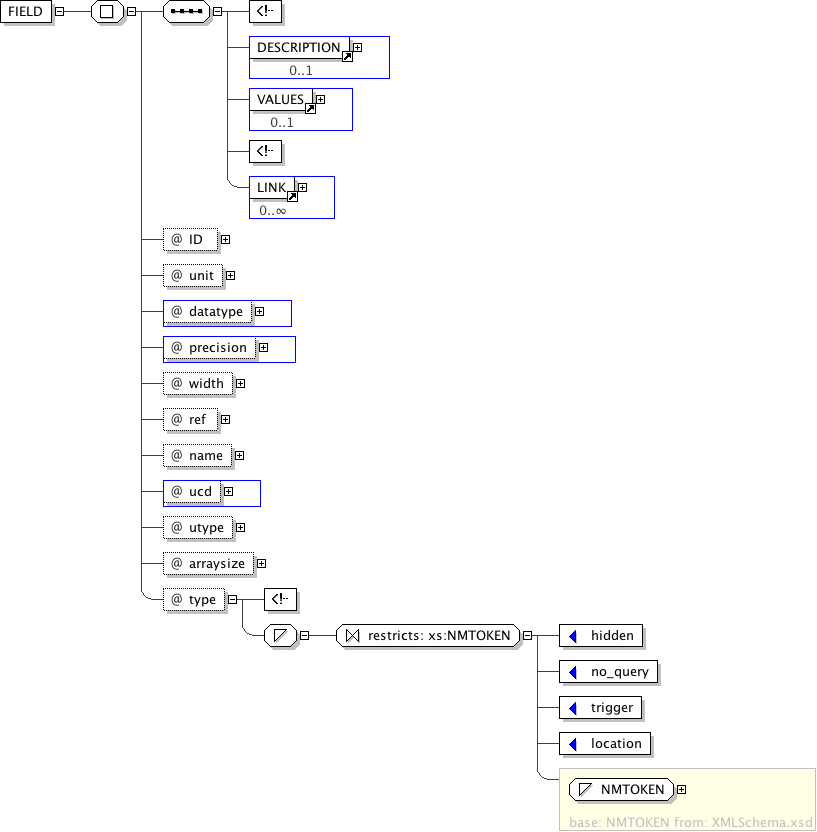 FIELD
<!--
DESCRIPTION
0..1
VALUES
0..1
<!--
LINK
0..∞
@ ID
@ unit
@ datatype
@ precision
@ width
@ ref
@ name
@ ucd
@ utype
@ arraysize
@ type
<!--
restricts: xs:NMTOKEN
hidden
no_query
trigger
location
NMTOKEN
base: NMTOKEN from: XMLSchema.xsd